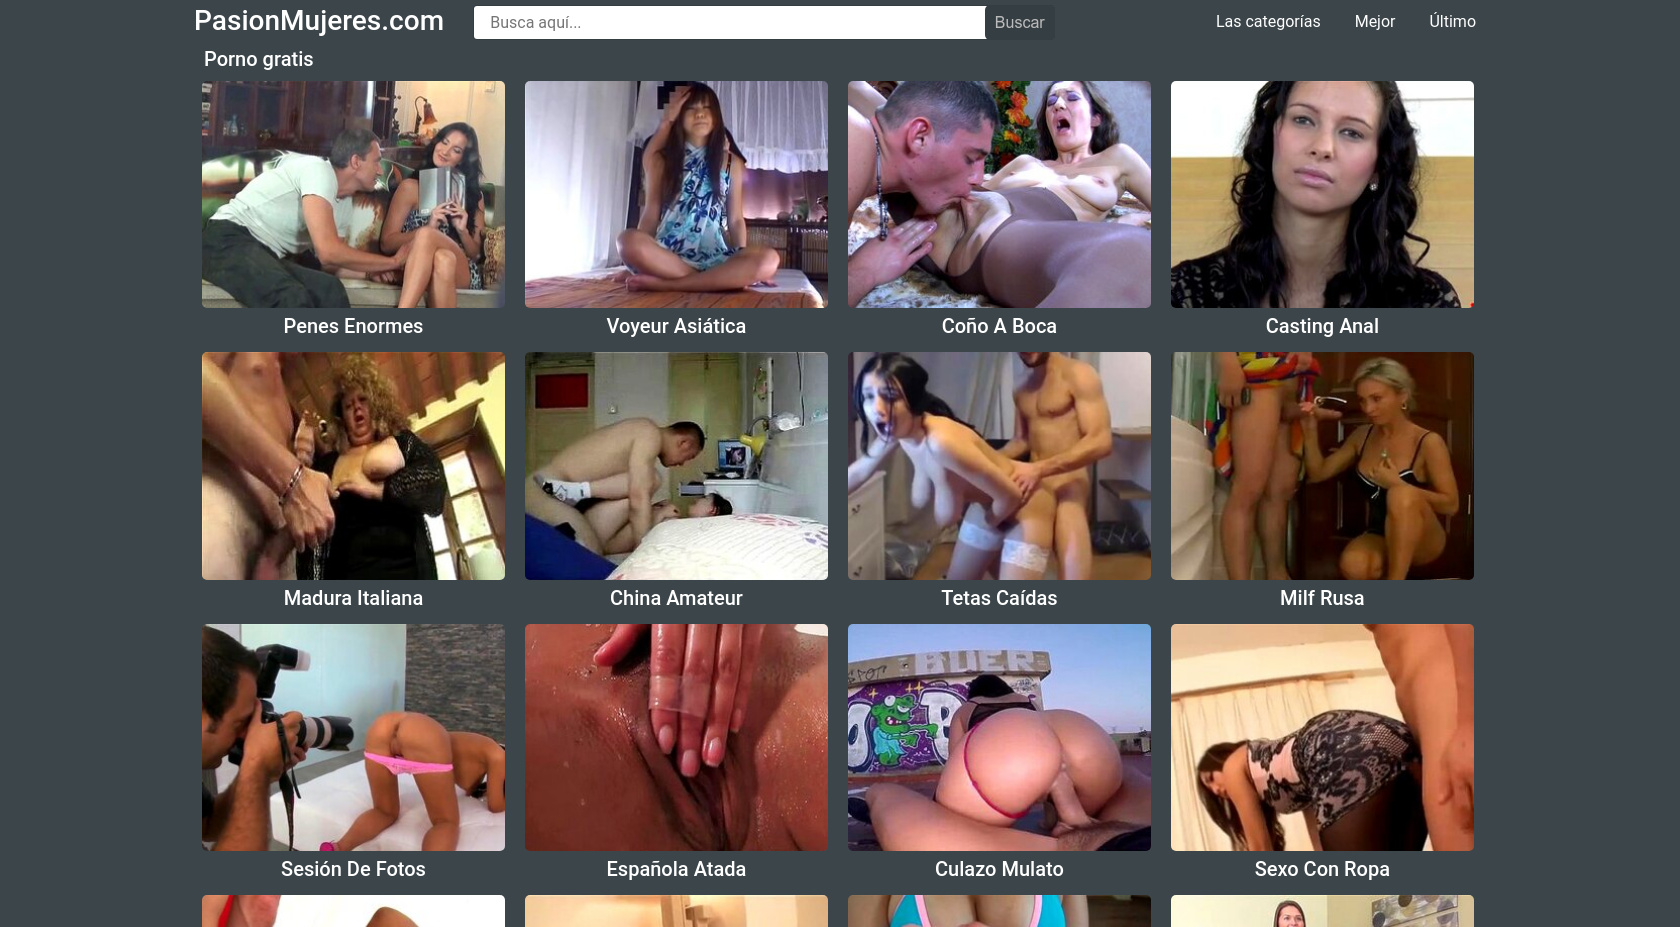 PasionMujeres.com
Busca aquí...
Buscar
Las categorías
Mejor
Último
Porno gratis
Penes Enormes
Voyeur Asiática
Coño A Boca
Casting Anal
Madura Italiana
China Amateur
Tetas Caídas
Milf Rusa
Sesión De Fotos
Española Atada
Culazo Mulato
Sexo Con Ropa